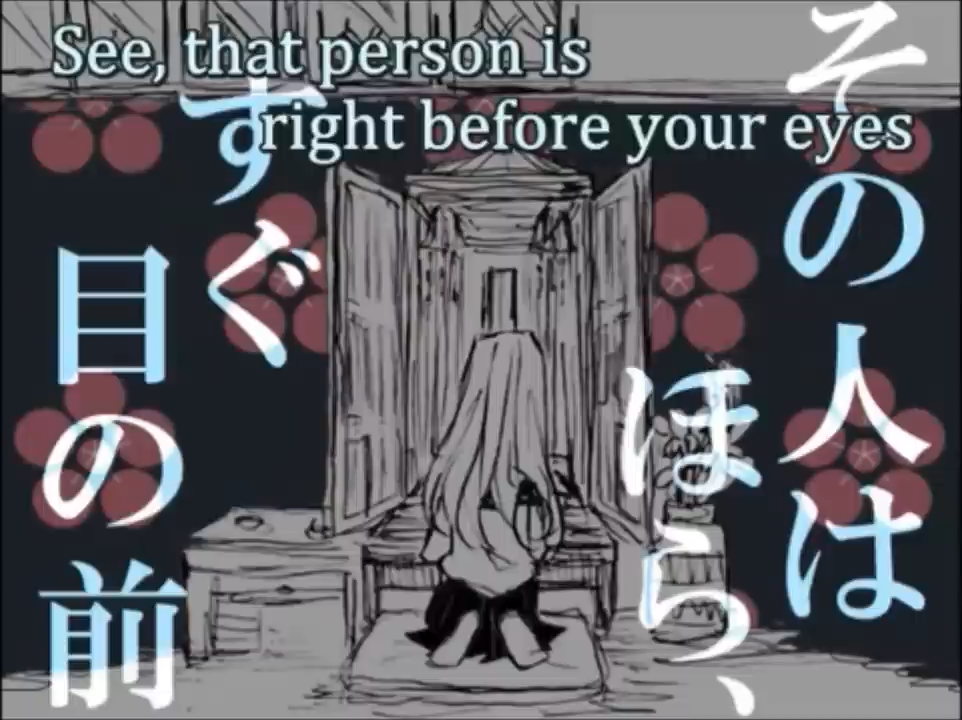 See, that person is
right before your eyes
その人は
ほら、
すぐ
目の前